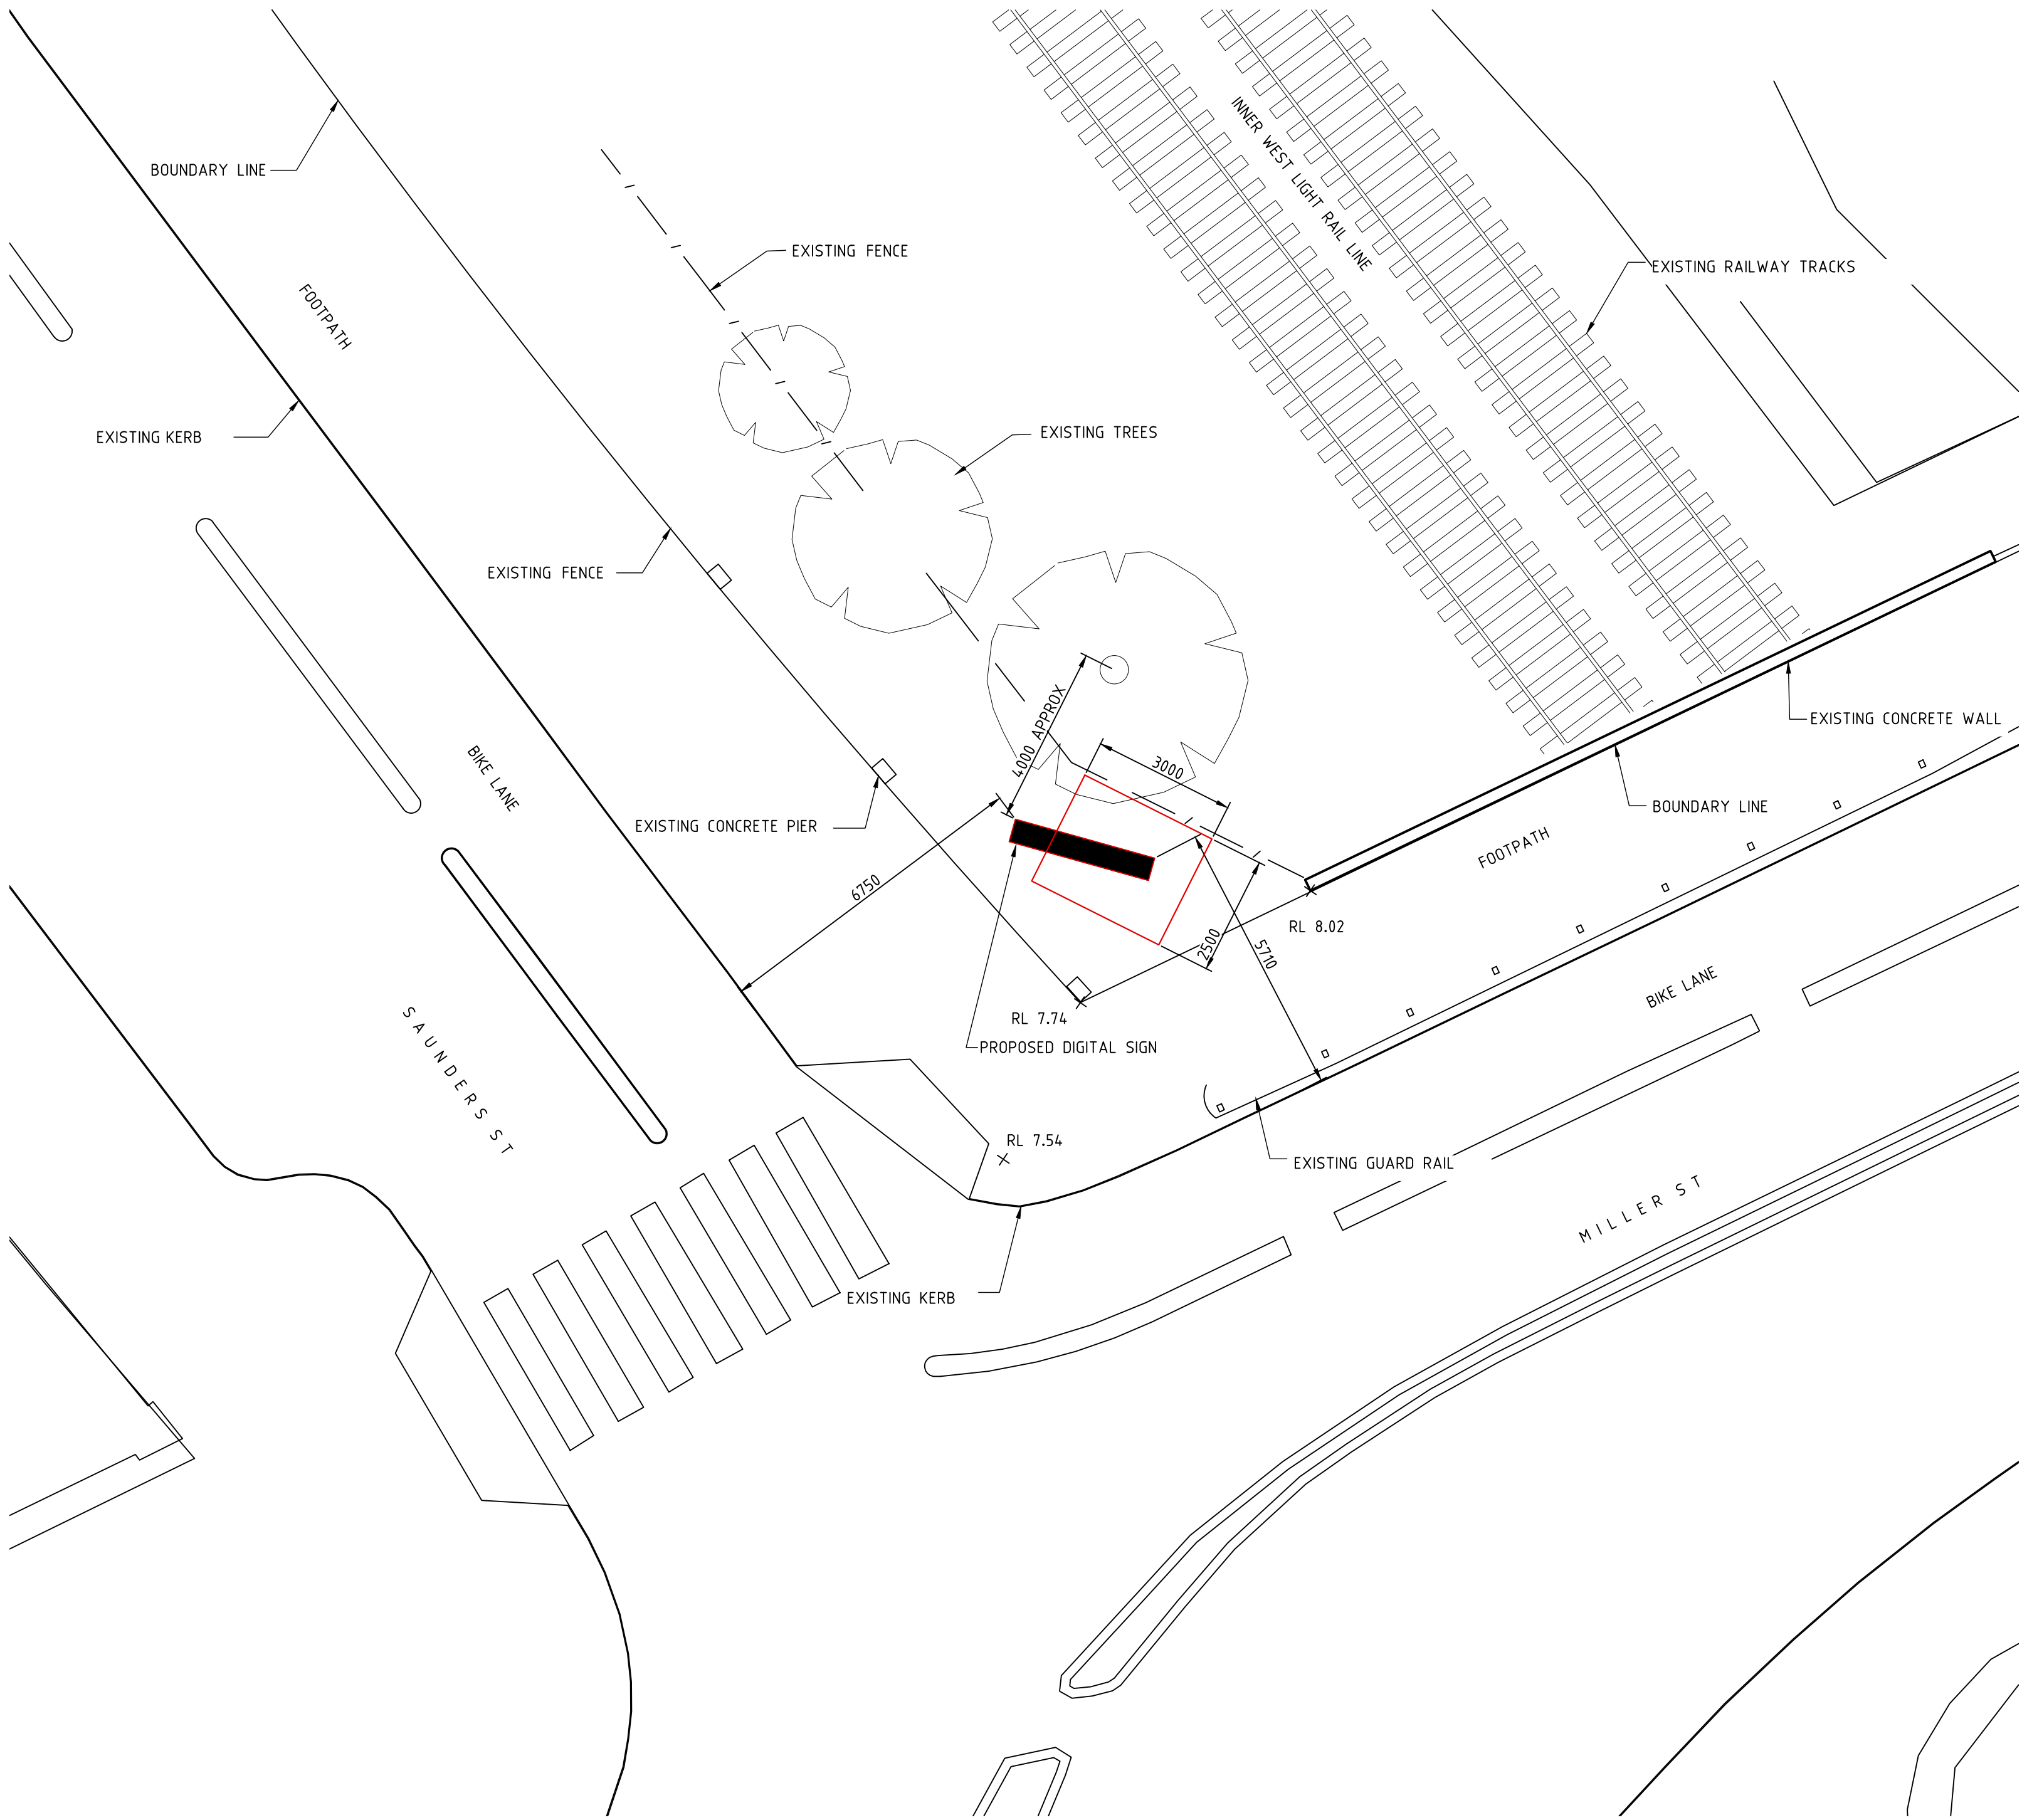 BOUNDARY LINE
INNER WEST LIGHT RAIL LINE
EXISTING FENCE
EXISTING RAILWAY TRACKS
FOOTPATH
EXISTING KERB
EXISTING TREES
EXISTING FENCE
4000 APPROX
3000
EXISTING CONCRETE WALL
BIKE LANE
EXISTING CONCRETE PIER
BOUNDARY LINE
FOOTPATH
6750
RL 8.02
2500
5710
BIKE LANE
RL 7.74
PROPOSED DIGITAL SIGN
SAUNDERS ST
RL 7.54
EXISTING GUARD RAIL
MILLER ST
EXISTING KERB